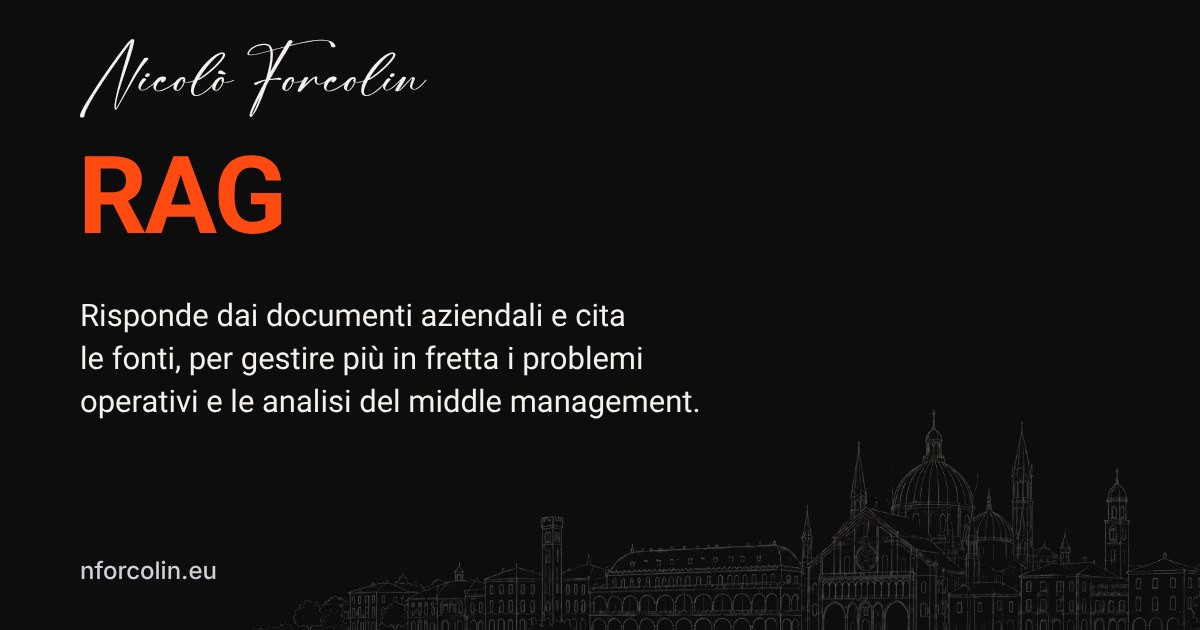 Nicolò Forcolin
RAG
Risponde dai documenti aziendali e cita
le fonti, per gestire più in fretta i problemi
operativi e le analisi del middle management.
nforcolin.eu